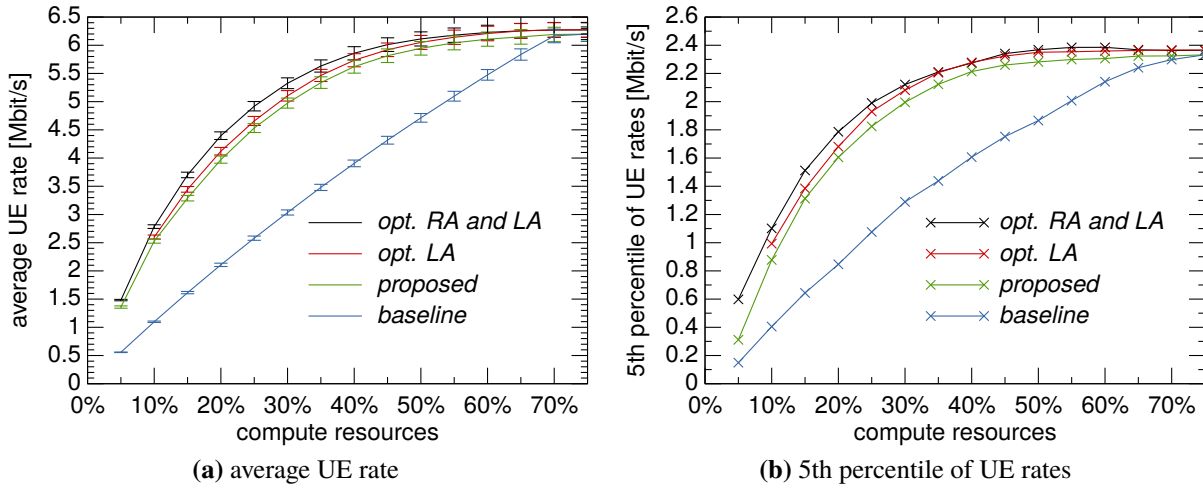 average UE rate [Mbit/s]
6.5
6
5.5
5
4.5
4
3.5
3
2.5
2
1.5
1
0.5
0
0% 10% 20% 30% 40% 50% 60% 70%
compute resources
opt. RA and LA
opt. LA
proposed
baseline
(a) average UE rate
5th percentile of UE rates [Mbit/s]
2.6
2.4
2.2
2
1.8
1.6
1.4
1.2
1
0.8
0.6
0.4
0.2
0
0% 10% 20% 30% 40% 50% 60% 70%
compute resources
opt. RA and LA
opt. LA
proposed
baseline
(b) 5th percentile of UE rates